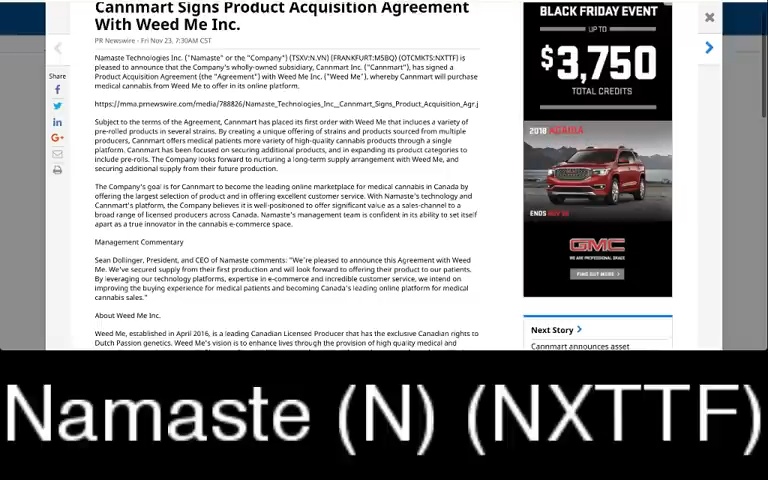 Cannmart Signs Product Acquisition Agreement
With Weed Me Inc.
PR Newswire - Fri Nov 23, 7:30AM CST
Namaste Technologies Inc. ("Namaste" or the "Company") (TSXV:N.VN) (FRANKFURT:M5BQ) (OTCMKTS:NXTTF) is
pleased to announce that the Company's wholly-owned subsidiary, Cannmart Inc. ("Cannmart"), has signed a
Product Acquisition Agreement (the "Agreement") with Weed Me Inc. ("Weed Me"), whereby Cannmart will purchase
medical cannabis from Weed Me to offer in its online platform.
https://mma.prnewswire.com/media/788826/Namaste_Technologies_Inc__Cannmart_Signs_Product_Acquisition_Agr.j
Subject to the terms of the Agreement, Cannmart has placed its first order with Weed Me that includes a variety of
pre-rolled products in several strains. By creating a unique offering of strains and products sourced from multiple
producers, Cannmart offers medical patients more variety of high-quality cannabis products through a single
platform. Cannmart has been focused on securing additional products, and in expanding its product categories to
include pre-rolls. The Company looks forward to nurturing a long-term supply arrangement with Weed Me, and
securing additional supply from their future production.
The Company's goal is for Cannmart to become the leading online marketplace for medical cannabis in Canada by
offering the largest selection of product and in offering excellent customer service. With Namaste's technology and
Cannmart's platform, the Company believes it is well-positioned to offer significant value as a sales-channel to a
broad range of licensed producers across Canada. Namaste's management team is confident in its ability to set itself
apart as a true innovator in the cannabis e-commerce space.
Management Commentary
Sean Dollinger, President, and CEO of Namaste comments: "We're pleased to announce this Agreement with Weed
Me. We've secured supply from their first production and will look forward to offering their product to our patients.
By leveraging our technology platforms, expertise in e-commerce and incredible customer service, we intend on
improving the buying experience for medical patients and becoming Canada's leading online platform for medical
cannabis sales."
About Weed Me Inc.
Weed Me, established in April 2016, is a leading Canadian Licensed Producer that has the exclusive Canadian rights to
Dutch Passion genetics. Weed Me's vision is to enhance lives through the provision of high quality medical and
Share
f
in
G+
BLACK FRIDAY EVENT
UP TO
$3,750
TOTAL CREDITS
2018 ACADIA
ENDS NOV 30
GMC
WE ARE PROFESSIONAL GRADE
FIND OUT MORE
Next Story
Cannmart announces asset
Namaste (N) (NXTTF)